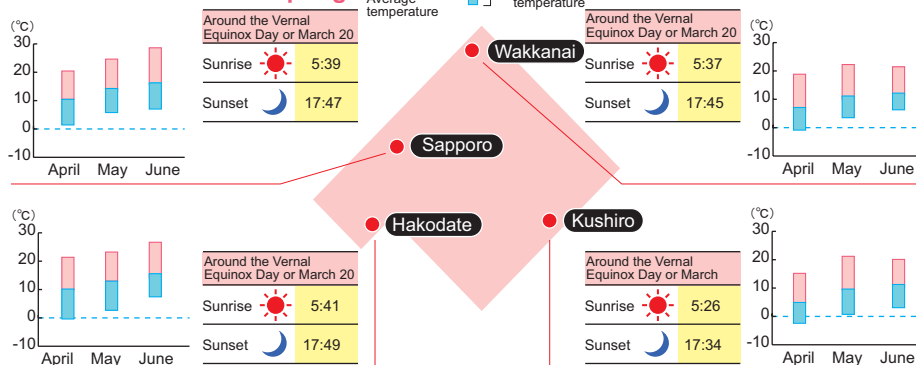 Average
temperature
temperature
(℃)
30
20
10
0
-10
April May June
Around the Vernal
Equinox Day or March 20
Sunrise 5:39
Sunset 17:47
Wakkanai
Sapporo
Hakodate
Kushiro
Around the Vernal
Equinox Day or March 20
Sunrise 5:37
Sunset 17:45
(℃)
30
20
10
0
-10
April May June
(℃)
30
20
10
0
-10
April May June
Around the Vernal
Equinox Day or March 20
Sunrise 5:41
Sunset 17:49
Around the Vernal
Equinox Day or March
Sunrise 5:26
Sunset 17:34
(℃)
30
20
10
0
-10
April May June